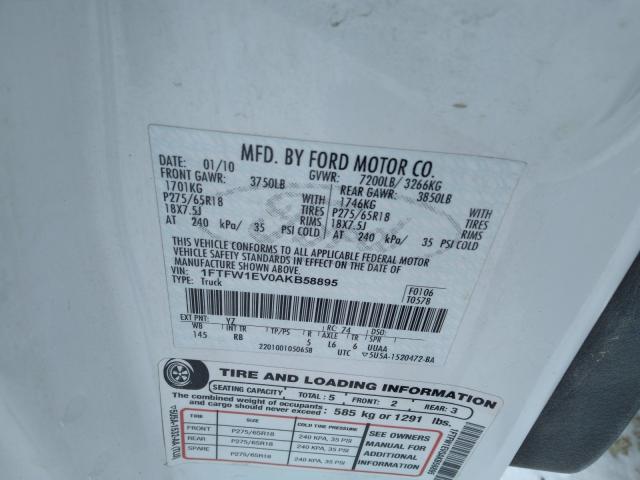 MFD. BY FORD MOTOR CO.
DATE: 01/10 GVWR: 7200LB/ 3266KG
FRONT GAWR: 3750LB REAR GAWR: 3850LB
1701KG WITH 1746KG WITH
P275/65R18 TIRES P275/65R18 TIRES
18X7.5J RIMS 18X7.5J RIMS
AT 240 kPa/ 35 PSI COLD AT 240 kPa/ 35 PSI COLD
THIS VEHICLE CONFORMS TO ALL APPLICABLE FEDERAL MOTOR
VEHICLE SAFETY STANDARDS IN EFFECT ON THE DATE OF
MANUFACTURE SHOWN ABOVE.
VIN: 1FTFW1EV0AKB58895 F0106
TYPE: Truck T0578
EXT PNT: YZ RC: 74 DSO:
WB INT TR TP/PS R AXLE TR SPR
145 RB 5 L6 6 UUAA
2201001050658 UTC 5U5A-1520472-BA
TIRE AND LOADING INFORMATION
SEATING CAPACITY TOTAL : 5 FRONT: 2 REAR: 3
The combined weight of occupants
and cargo should never exceed : 585 kg or 1291 lbs.
TIRE SIZE COLD TIRE PRESSURE
FRONT P275/65R18 240 KPA, 35 PSI
REAR P275/65R18 240 KPA, 35 PSI
SPARE P275/65R18 240 KPA, 35 PSI
SEE OWNERS
MANUAL FOR
ADDITIONAL
INFORMATION